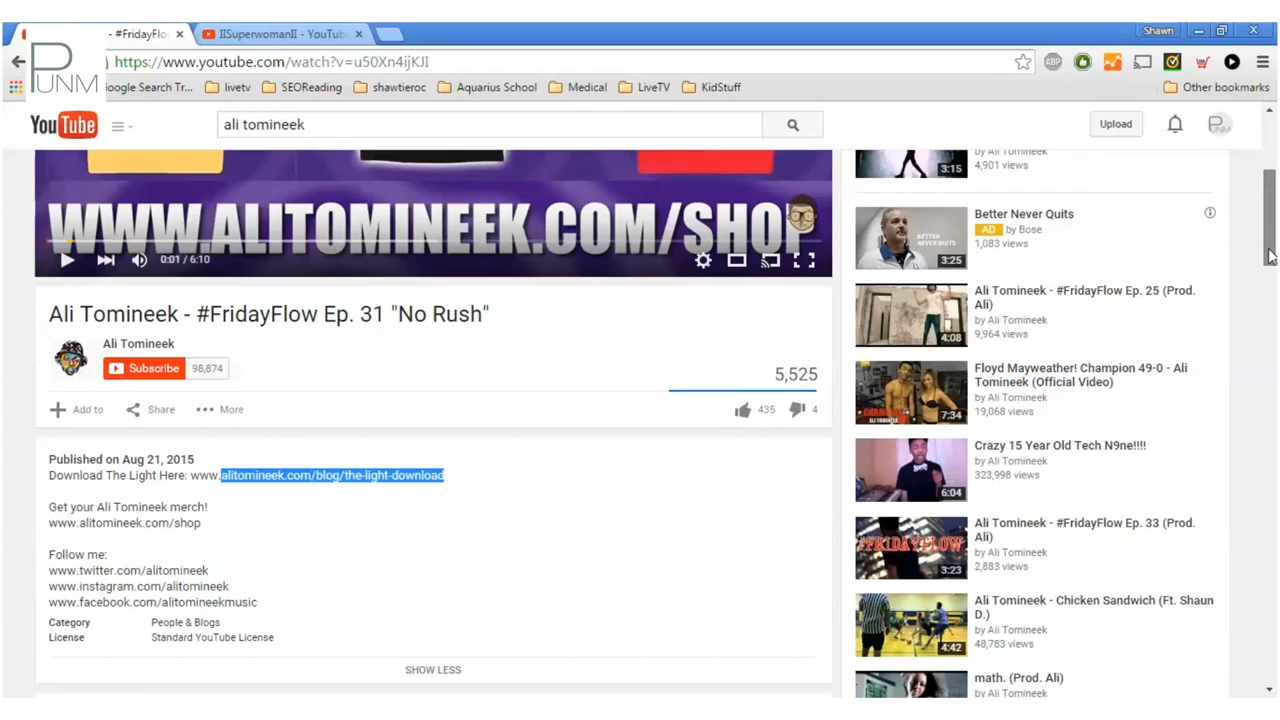 - #FridayFlo
IISuperwomanII - YouTu
Shawn
PUNM
https://www.youtube.com/watch?v=u50Xn4ijKJI
ABP
oogle Search Tr...
livetv
SEOReading
shawtieroc
Aquarius School
Medical
LiveTV
KidStuff
Other bookmarks
YouTube
ali tomineek
Upload
PUNM
WWW.ALITOMINEEK.COM/SHOP
0:01 / 6:10
Ali Tomineek - #FridayFlow Ep. 31 "No Rush"
Ali Tomineek
Subscribe
98,874
5,525
Add to
Share
More
435
4
Published on Aug 21, 2015
Download The Light Here: www.alitomineek.com/blog/the-light-download
Get your Ali Tomineek merch!
www.alitomineek.com/shop
Follow me:
www.twitter.com/alitomineek
www.instagram.com/alitomineek
www.facebook.com/alitomineekmusic
Category People & Blogs
License Standard YouTube License
SHOW LESS
3:15
by Ali Tomineek
4,901 views
BETTER
NEVER QUITS
3:25
Better Never Quits
AD by Bose
1,083 views
4:08
Ali Tomineek - #FridayFlow Ep. 25 (Prod.
Ali)
by Ali Tomineek
9,964 views
CHAMPION
ALI TOMINEEK
7:34
Floyd Mayweather! Champion 49-0 - Ali
Tomineek (Official Video)
by Ali Tomineek
19,068 views
6:04
Crazy 15 Year Old Tech N9ne!!!!
by Ali Tomineek
323,998 views
#FRIDAYFLOW
3:23
Ali Tomineek - #FridayFlow Ep. 33 (Prod.
Ali)
by Ali Tomineek
2,883 views
4:42
Ali Tomineek - Chicken Sandwich (Ft. Shaun
D.)
by Ali Tomineek
48,783 views
math. (Prod. Ali)
by Ali Tomineek